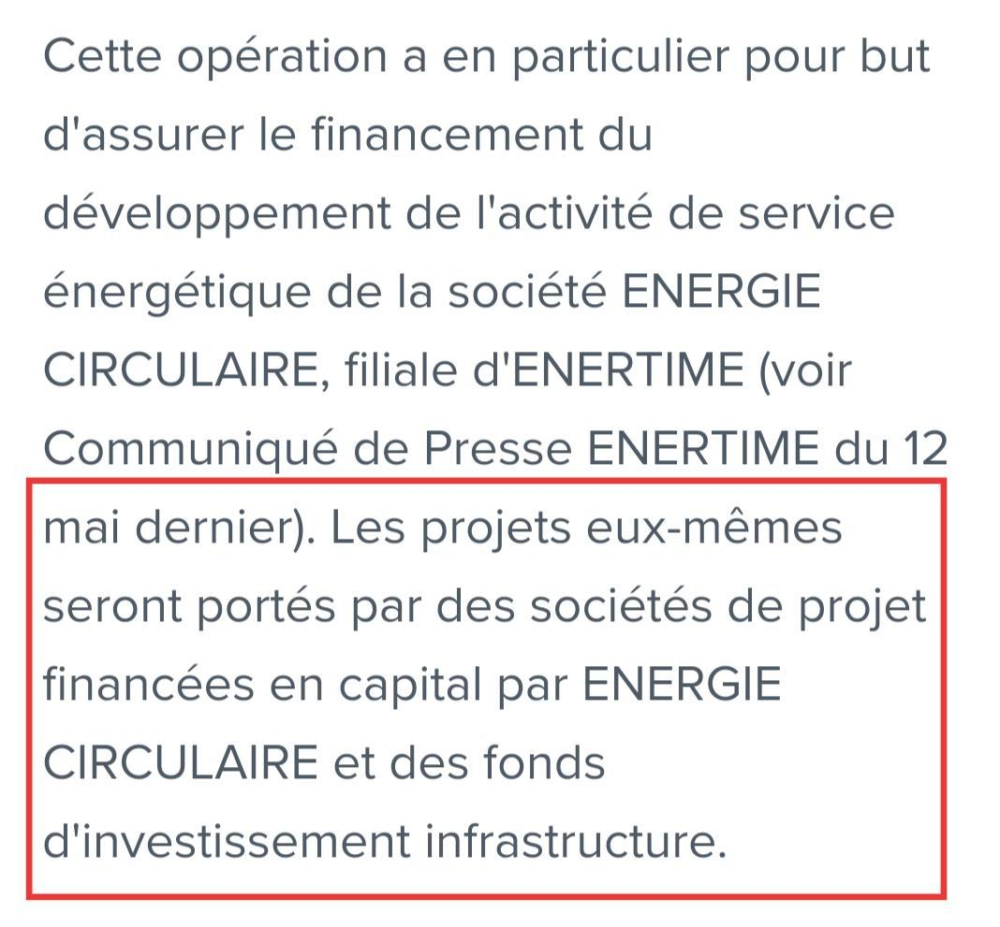 Cette opération a en particulier pour but
d'assurer le financement du
développement de l'activité de service
énergétique de la société ENERGIE
CIRCULAIRE, filiale d'ENERTIME (voir
Communiqué de Presse ENERTIME du 12
mai dernier). Les projets eux-mêmes
seront portés par des sociétés de projet
financées en capital par ENERGIE
CIRCULAIRE et des fonds
d'investissement infrastructure.